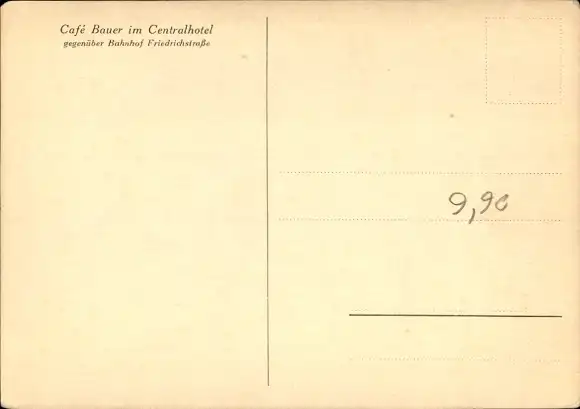 Café Bauer im Centralhotel
gegenüber Bahnhof Friedrichstraße
9,90